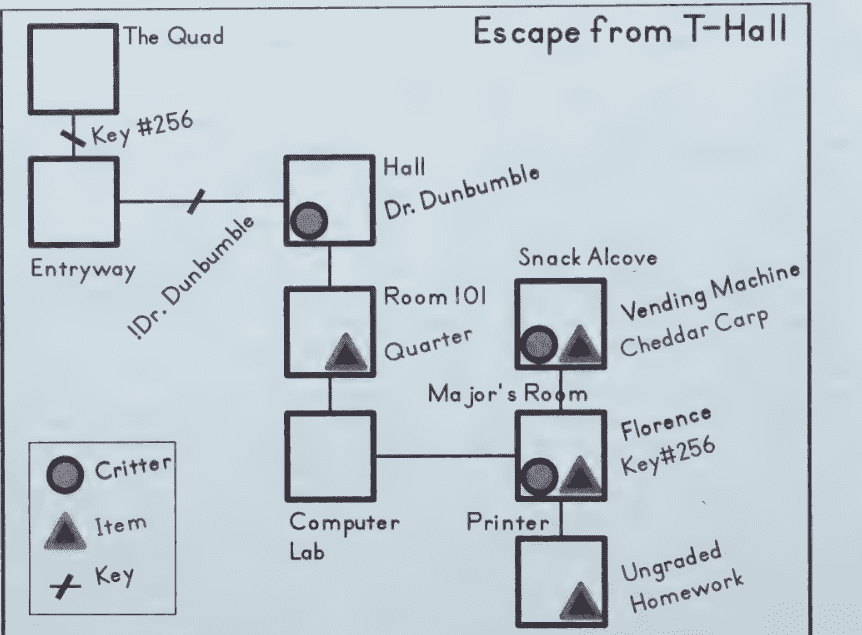 Escape from T-Hall
The Quad
Key #256
Hall
Dr. Dunbumble
Entryway
!Dr. Dunbumble
Snack Alcove
Vending Machine
Cheddar Carp
Room 101
Quarter
Major's Room
Florence
Key#256
Computer
Lab
Printer
Ungraded
Homework
Critter
Item
Key